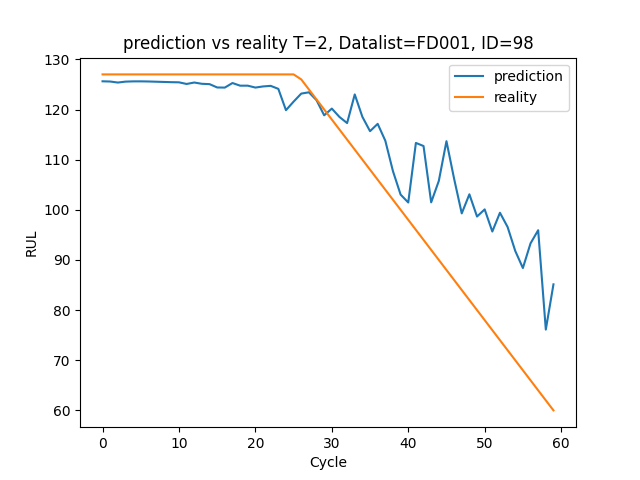 prediction vs reality T=2, Datalist=FD001, ID=98
prediction
reality
130
120
110
100
90
80
70
60
RUL
0 10 20 30 40 50 60
Cycle